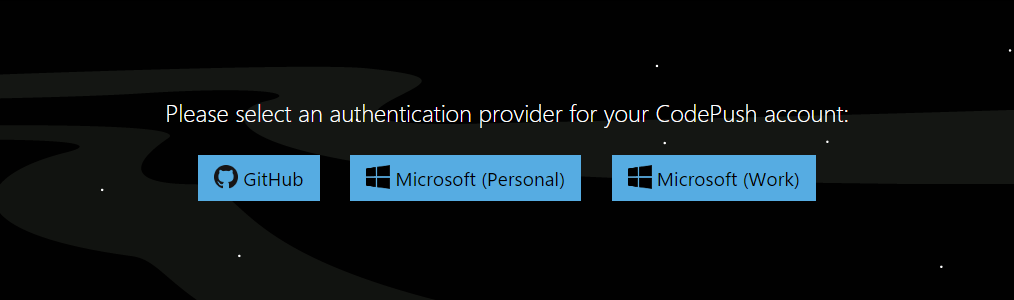 Please select an authentication provider for your CodePush account:
GitHub Microsoft (Personal) Microsoft (Work)